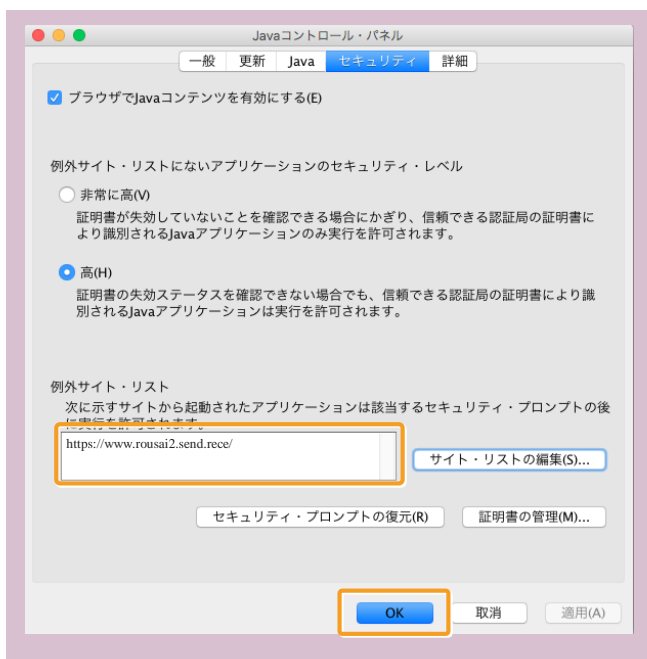 Javaコントロール・パネル
一般 更新 Java セキュリティ 詳細
ブラウザでJavaコンテンツを有効にする(E)
例外サイト・リストにないアプリケーションのセキュリティ・レベル
非常に高(V)
証明書が失効していないことを確認できる場合にかぎり、信頼できる認証局の証明書に
より識別されるJavaアプリケーションのみ実行を許可されます。
高(H)
証明書の失効ステータスを確認できない場合でも、信頼できる認証局の証明書により識
別されるJavaアプリケーションは実行を許可されます。
例外サイト・リスト
次に示すサイトから起動されたアプリケーションは該当するセキュリティ・プロンプトの後
に実行を許可されます。
https://www.rousai2.send.rece/
サイト・リストの編集(S)...
セキュリティ・プロンプトの復元(R) 証明書の管理(M)...
OK 取消 適用(A)